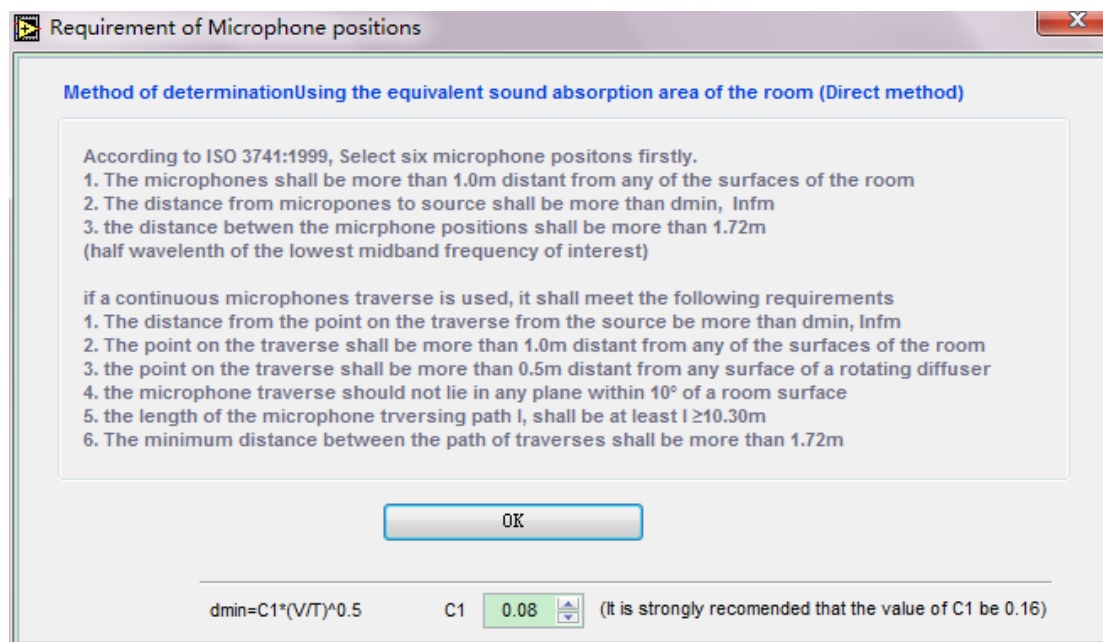 Requirement of Microphone positions
x
Method of determinationUsing the equivalent sound absorption area of the room (Direct method)
According to ISO 3741:1999, Select six microphone positons firstly.
1. The microphones shall be more than 1.0m distant from any of the surfaces of the room
2. The distance from micropones to source shall be more than dmin, Infm
3. the distance betwen the micrphone positions shall be more than 1.72m
(half wavelenth of the lowest midband frequency of interest)
if a continuous microphones traverse is used, it shall meet the following requirements
1. The distance from the point on the traverse from the source be more than dmin, Infm
2. The point on the traverse shall be more than 1.0m distant from any of the surfaces of the room
3. the point on the traverse shall be more than 0.5m distant from any surface of a rotating diffuser
4. the microphone traverse should not lie in any plane within 10° of a room surface
5. the length of the microphone trversing path l, shall be at least l ≥10.30m
6. The minimum distance between the path of traverses shall be more than 1.72m
OK
dmin=C1*(V/T)^0.5 C1 0.08 (It is strongly recomended that the value of C1 be 0.16)